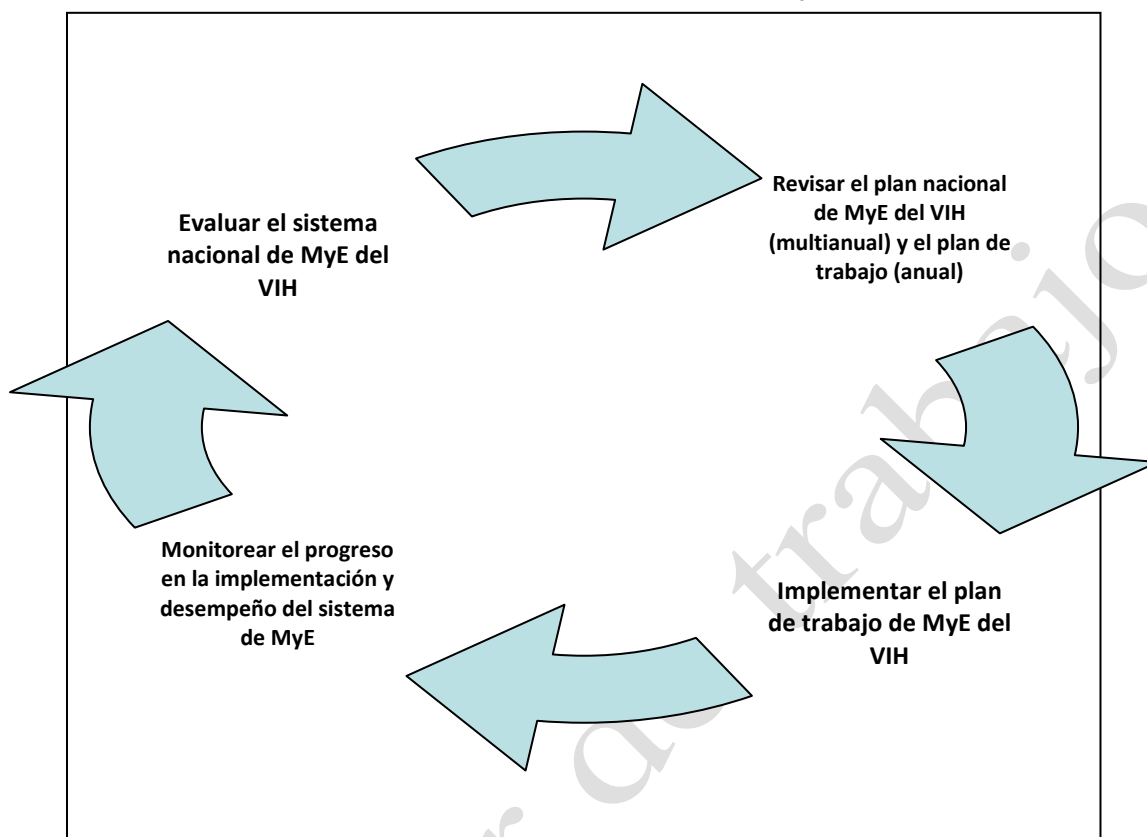 Evaluar el sistema
nacional de MyE del
VIH
Revisar el plan nacional
de MyE del VIH
(multianual) y el plan de
trabajo (anual)
Implementar el plan
de trabajo de MyE del
VIH
Monitorear el progreso
en la implementación y
desempeño del sistema
de MyE
de trabajo